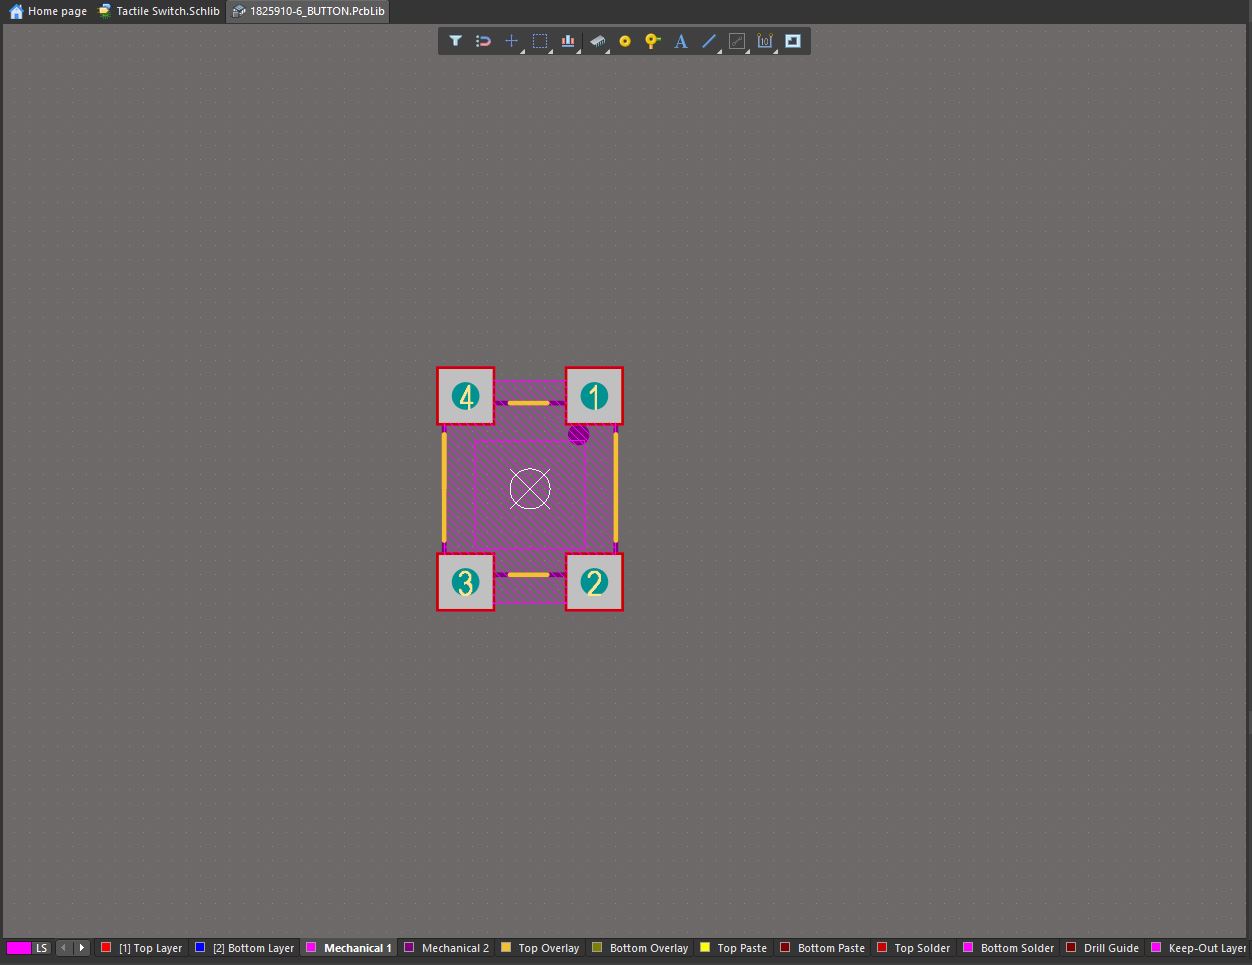 Home page Tactile Switch.Schlib 1825910-6_BUTTON.PcbLib
A 10
4 1
3 2
LS [1] Top Layer [2] Bottom Layer Mechanical 1 Mechanical 2 Top Overlay Bottom Overlay Top Paste Bottom Paste Top Solder Bottom Solder Drill Guide Keep-Out Layer